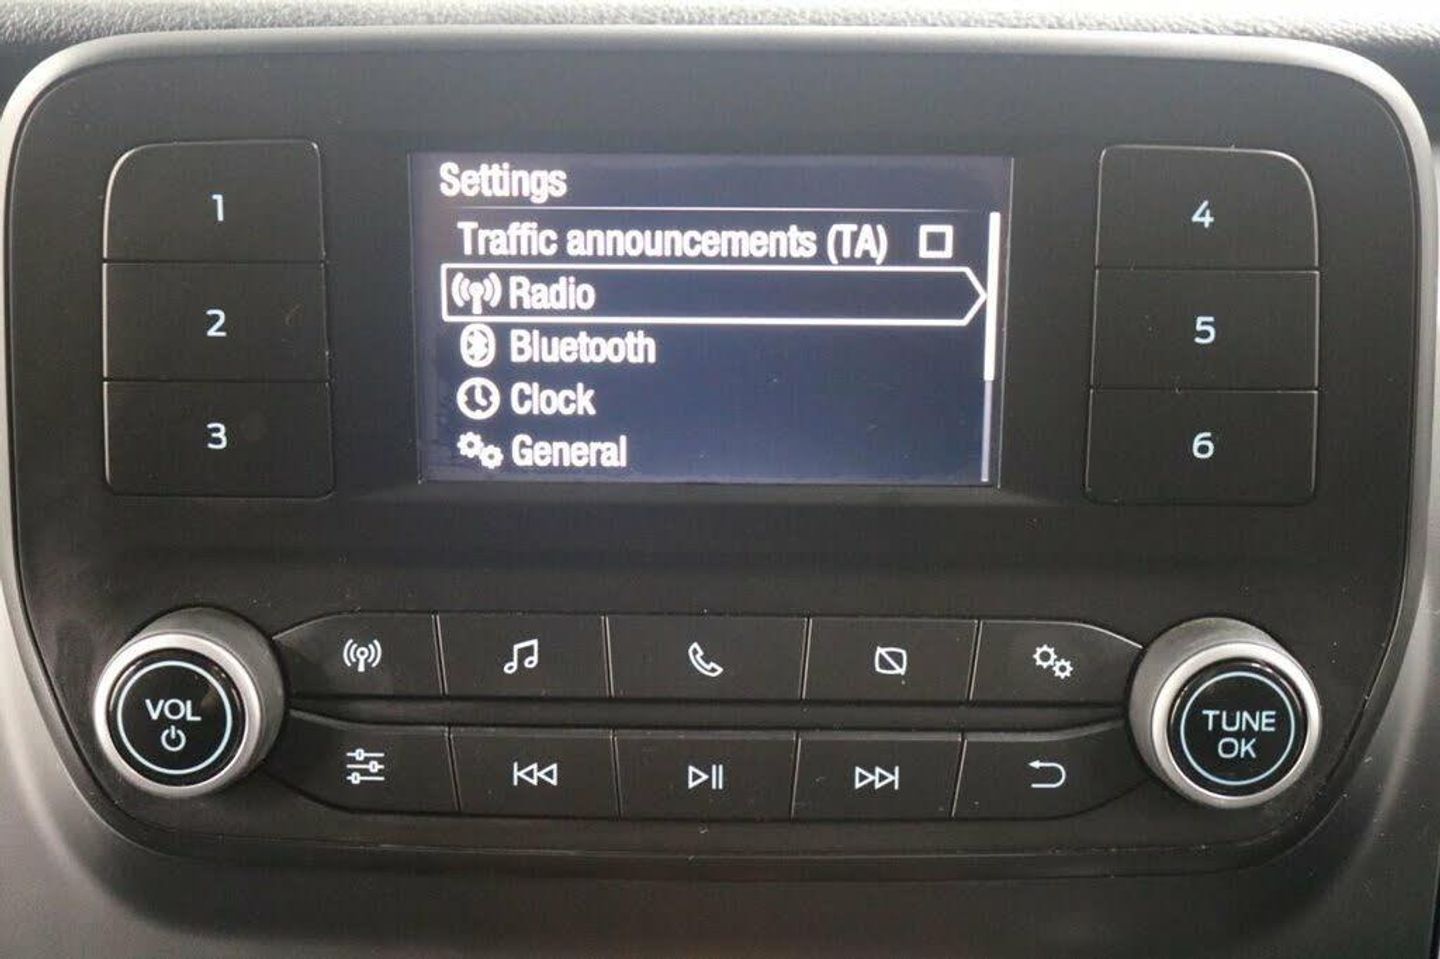 Settings
Traffic announcements (TA)
Radio
Bluetooth
Clock
General
1
2
3
4
5
6
VOL
TUNE
OK